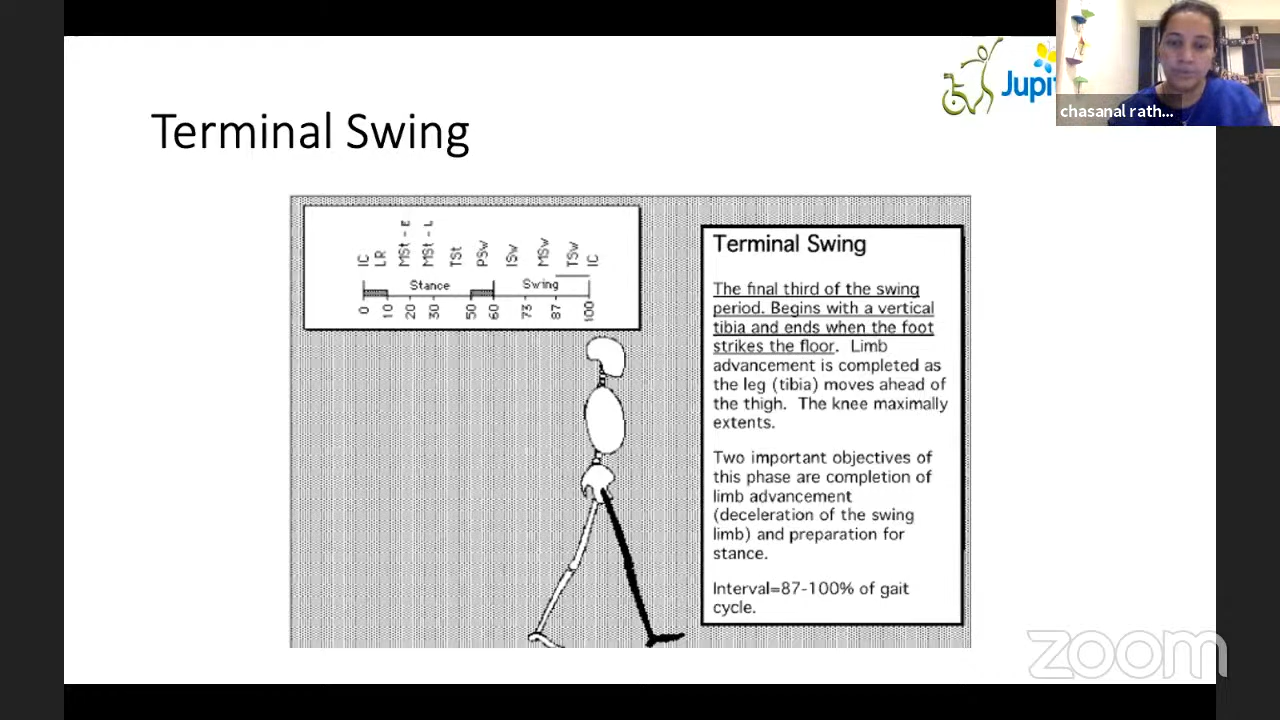 Jupit
chasanal rath...
Terminal Swing
IC
LR
MSt - E
MSt - L
TSt
PSw
ISw
MSw
TSw
IC
Stance
Swing
0
10
20
30
50
60
73
87
100
Terminal Swing
The final third of the swing
period. Begins with a vertical
tibia and ends when the foot
strikes the floor. Limb
advancement is completed as
the leg (tibia) moves ahead of
the thigh. The knee maximally
extents.
Two important objectives of
this phase are completion of
limb advancement
(deceleration of the swing
limb) and preparation for
stance.
Interval=87-100% of gait
cycle.
zoom